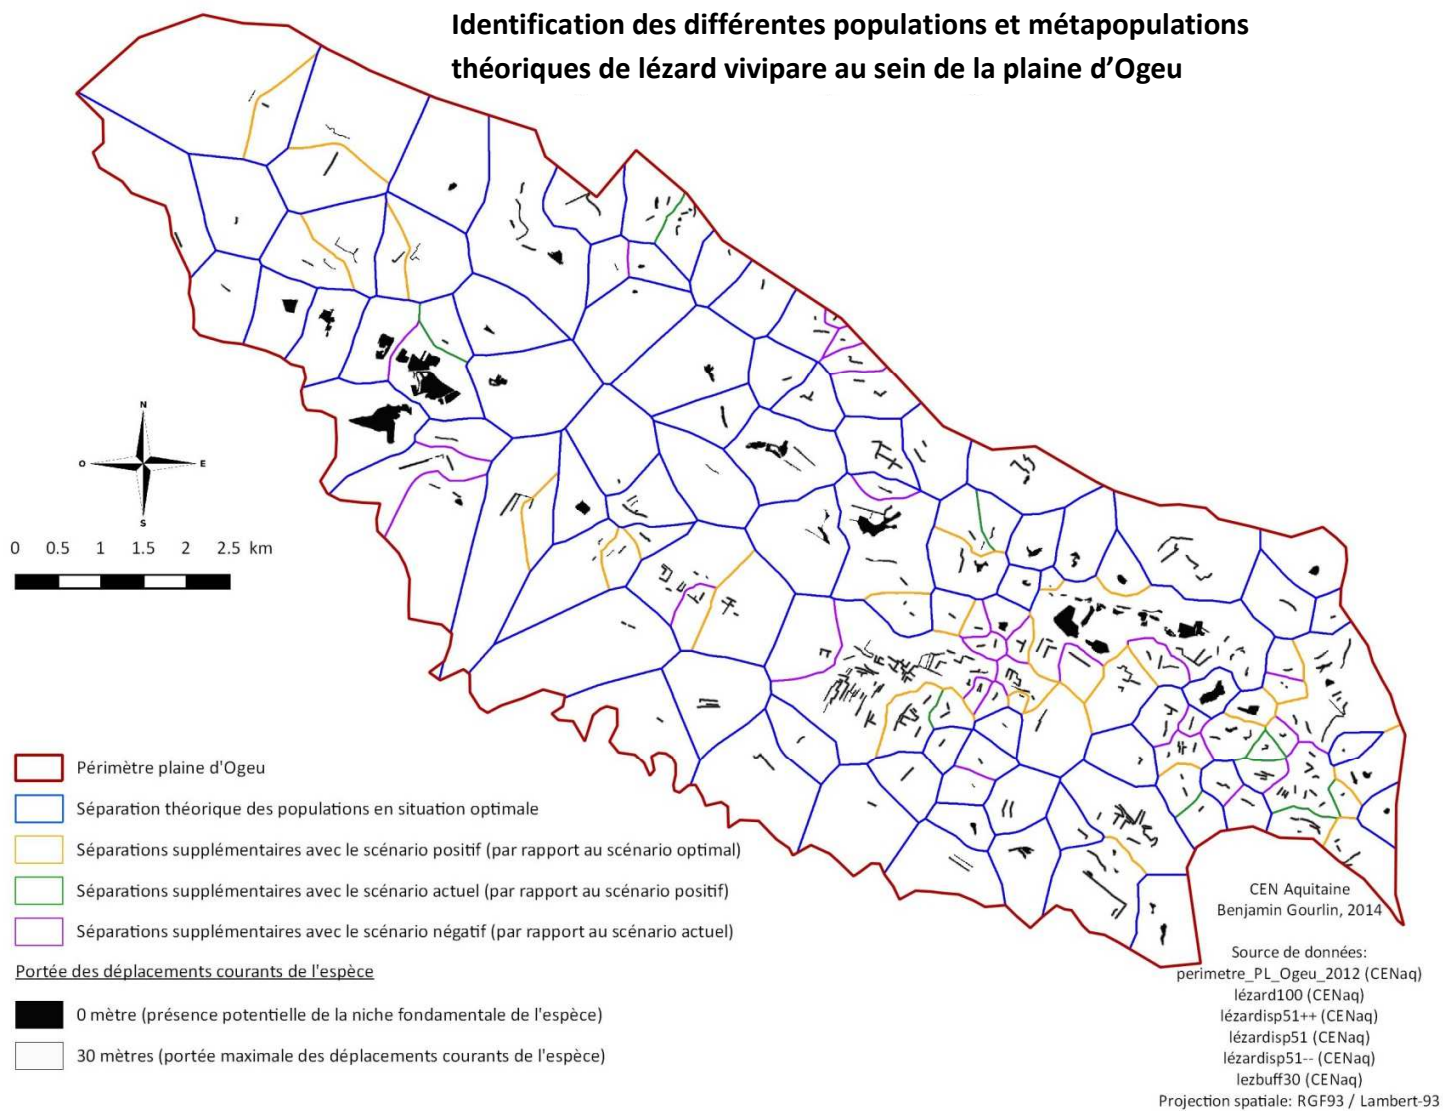 Identification des différentes populations et métapopulations
théoriques de lézard vivipare au sein de la plaine d'Ogeu
N
O
E
S
0 0.5 1 1.5 2 2.5 km
Périmètre plaine d'Ogeu
Séparation théorique des populations en situation optimale
Séparations supplémentaires avec le scénario positif (par rapport au scénario optimal)
Séparations supplémentaires avec le scénario actuel (par rapport au scénario positif)
Séparations supplémentaires avec le scénario négatif (par rapport au scénario actuel)
Portée des déplacements courants de l'espèce
0 mètre (présence potentielle de la niche fondamentale de l'espèce)
30 mètres (portée maximale des déplacements courants de l'espèce)
CEN Aquitaine
Benjamin Gourlin, 2014
Source de données:
perimetre_PL_Ogeu_2012 (CENaq)
lézard100 (CENaq)
lézardisp51++ (CENaq)
lézardisp51 (CENaq)
lézardisp51-- (CENaq)
lezbuff30 (CENaq)
Projection spatiale: RGF93 / Lambert-93